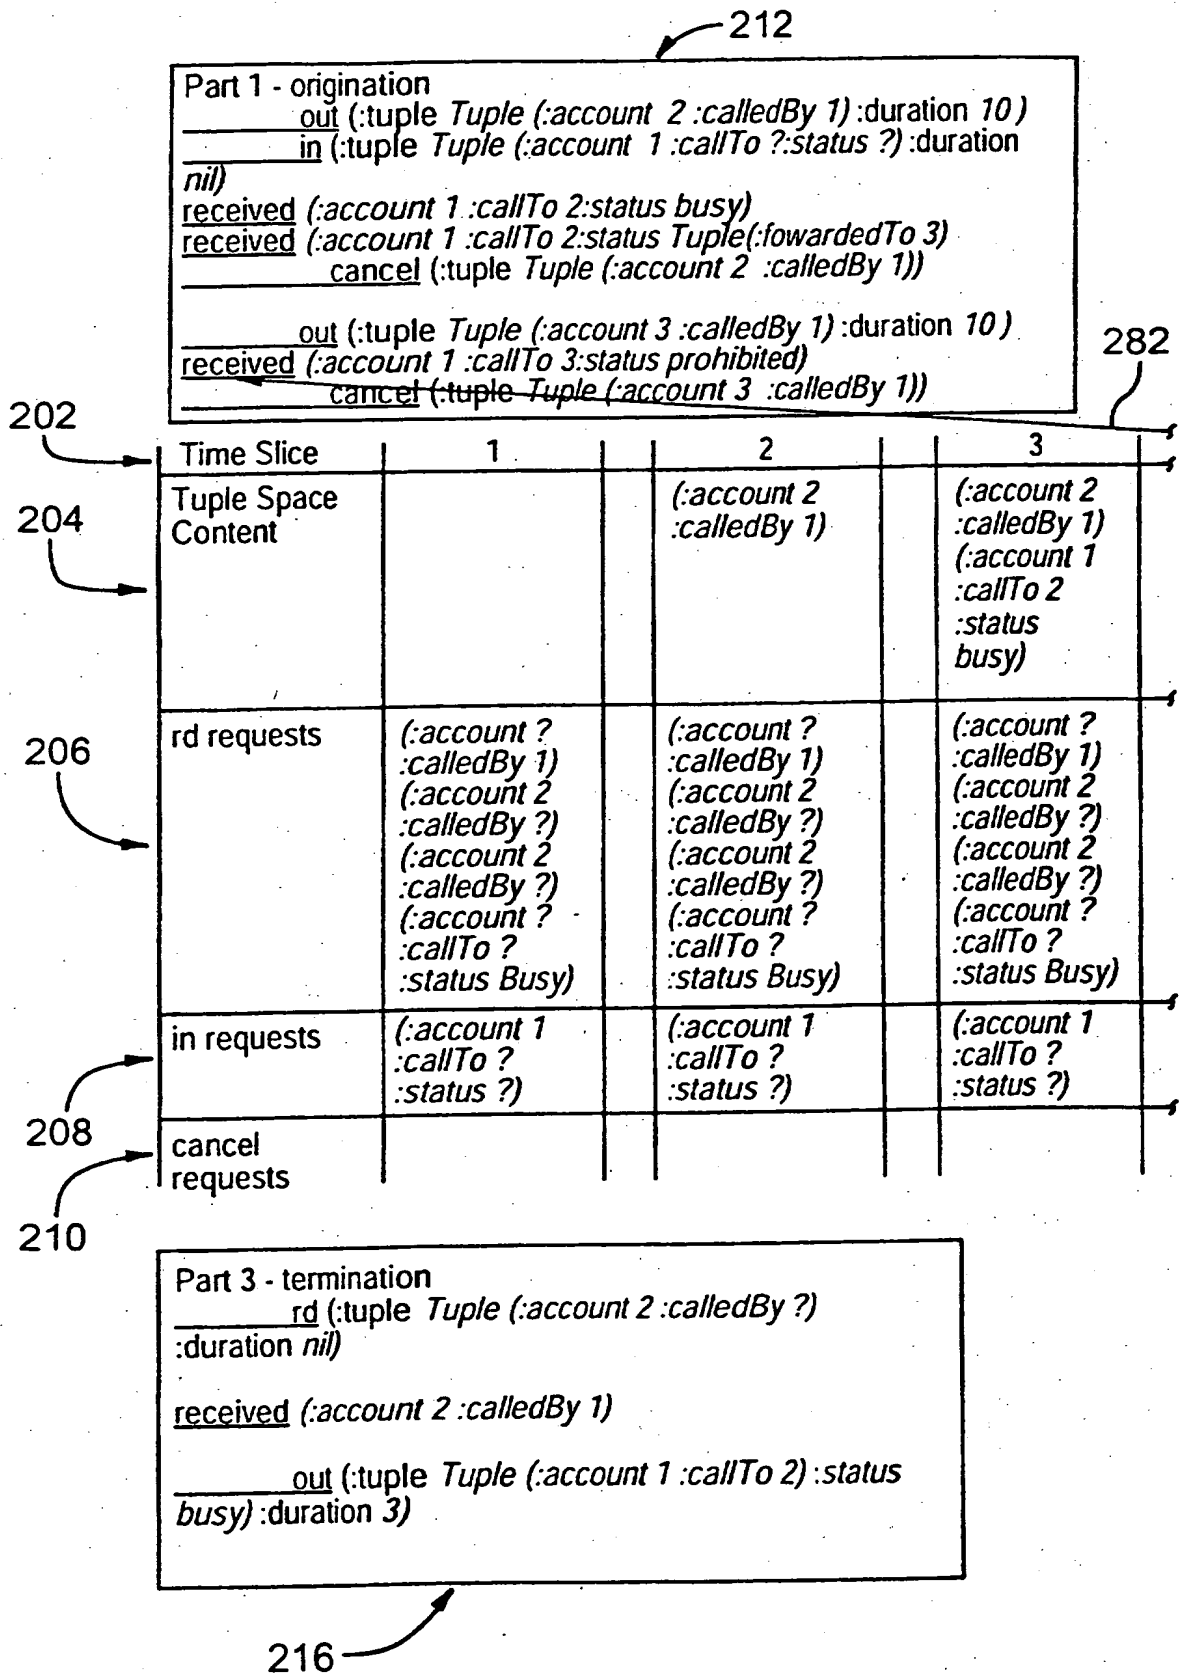 212
Part 1 - origination
out (:tuple Tuple (:account 2 :calledBy 1) :duration 10 )
in (:tuple Tuple (:account 1 :callTo ?:status ?) :duration
nil)
received (:account 1 :callTo 2:status busy)
received (:account 1 :callTo 2:status Tuple(:fowardedTo 3)
cancel (:tuple Tuple (:account 2 :calledBy 1))
out (:tuple Tuple (:account 3 :calledBy 1) :duration 10 )
received (:account 1 :callTo 3:status prohibited)
cancel (:tuple Tuple (:account 3 :calledBy 1))
282
202
Time Slice 1 2 3
204
Tuple Space
Content
(:account 2
:calledBy 1)
(:account 2
:calledBy 1)
(:account 1
:callTo 2
:status
busy)
206
rd requests
(:account ?
:calledBy 1)
(:account 2
:calledBy ?)
(:account 2
:calledBy ?)
(:account ?
:callTo ?
:status Busy)
(:account ?
:calledBy 1)
(:account 2
:calledBy ?)
(:account 2
:calledBy ?)
(:account ?
:callTo ?
:status Busy)
(:account ?
:calledBy 1)
(:account 2
:calledBy ?)
(:account 2
:calledBy ?)
(:account ?
:callTo ?
:status Busy)
208
in requests
(:account 1
:callTo ?
:status ?)
(:account 1
:callTo ?
:status ?)
(:account 1
:callTo ?
:status ?)
210
cancel
requests
Part 3 - termination
rd (:tuple Tuple (:account 2 :calledBy ?)
:duration nil)
received (:account 2 :calledBy 1)
out (:tuple Tuple (:account 1 :callTo 2) :status
busy) :duration 3)
216